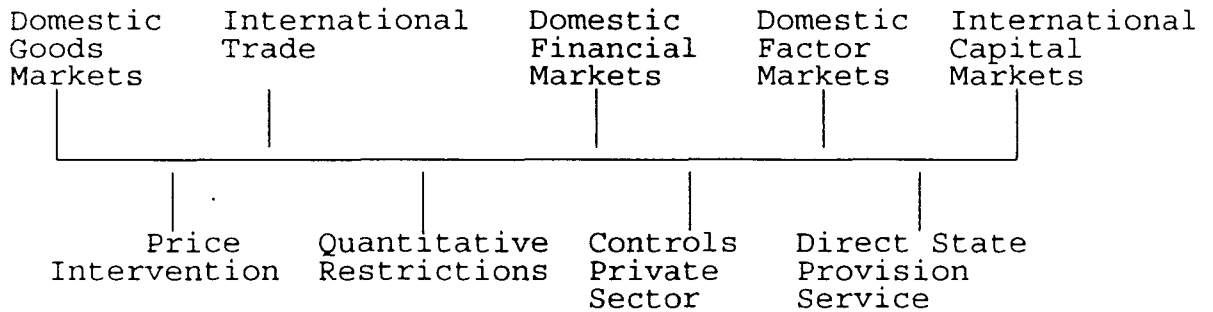 Domestic International Domestic Domestic International
Goods Trade Financial Factor Capital
Markets Markets Markets Markets
Price Quantitative Controls Direct State
Intervention Restrictions Private Provision
Sector Service